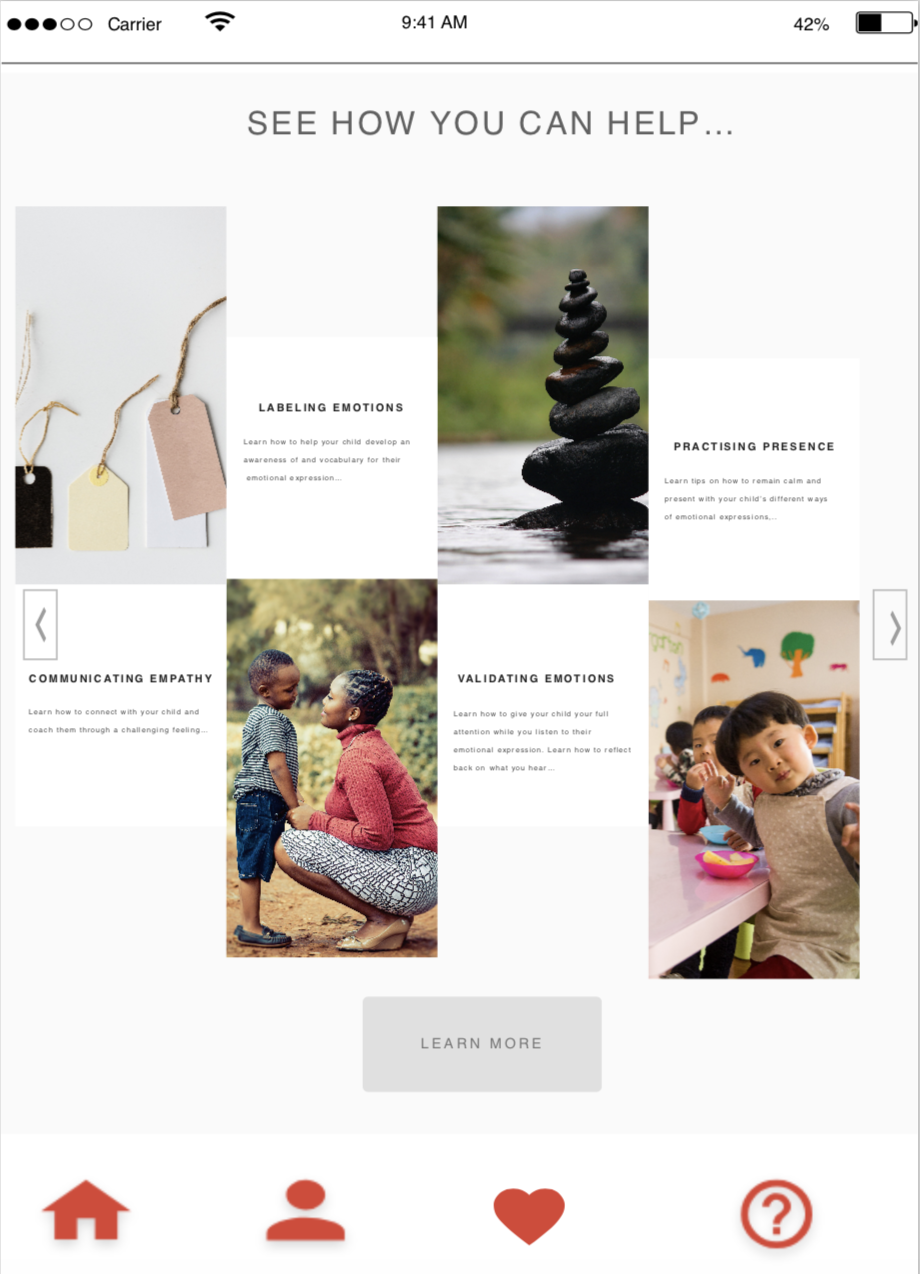 Carrier 9:41 AM 42%
SEE HOW YOU CAN HELP...
LABELING EMOTIONS
Learn how to help your child develop an
awareness of and vocabulary for their
emotional expression...
PRACTISING PRESENCE
Learn tips on how to remain calm and
present with your child's different ways
of emotional expressions,..
COMMUNICATING EMPATHY
Learn how to connect with your child and
coach them through a challenging feeling...
VALIDATING EMOTIONS
Learn how to give your child your full
attention while you listen to their
emotional expression. Learn how to reflect
back on what you hear...
LEARN MORE